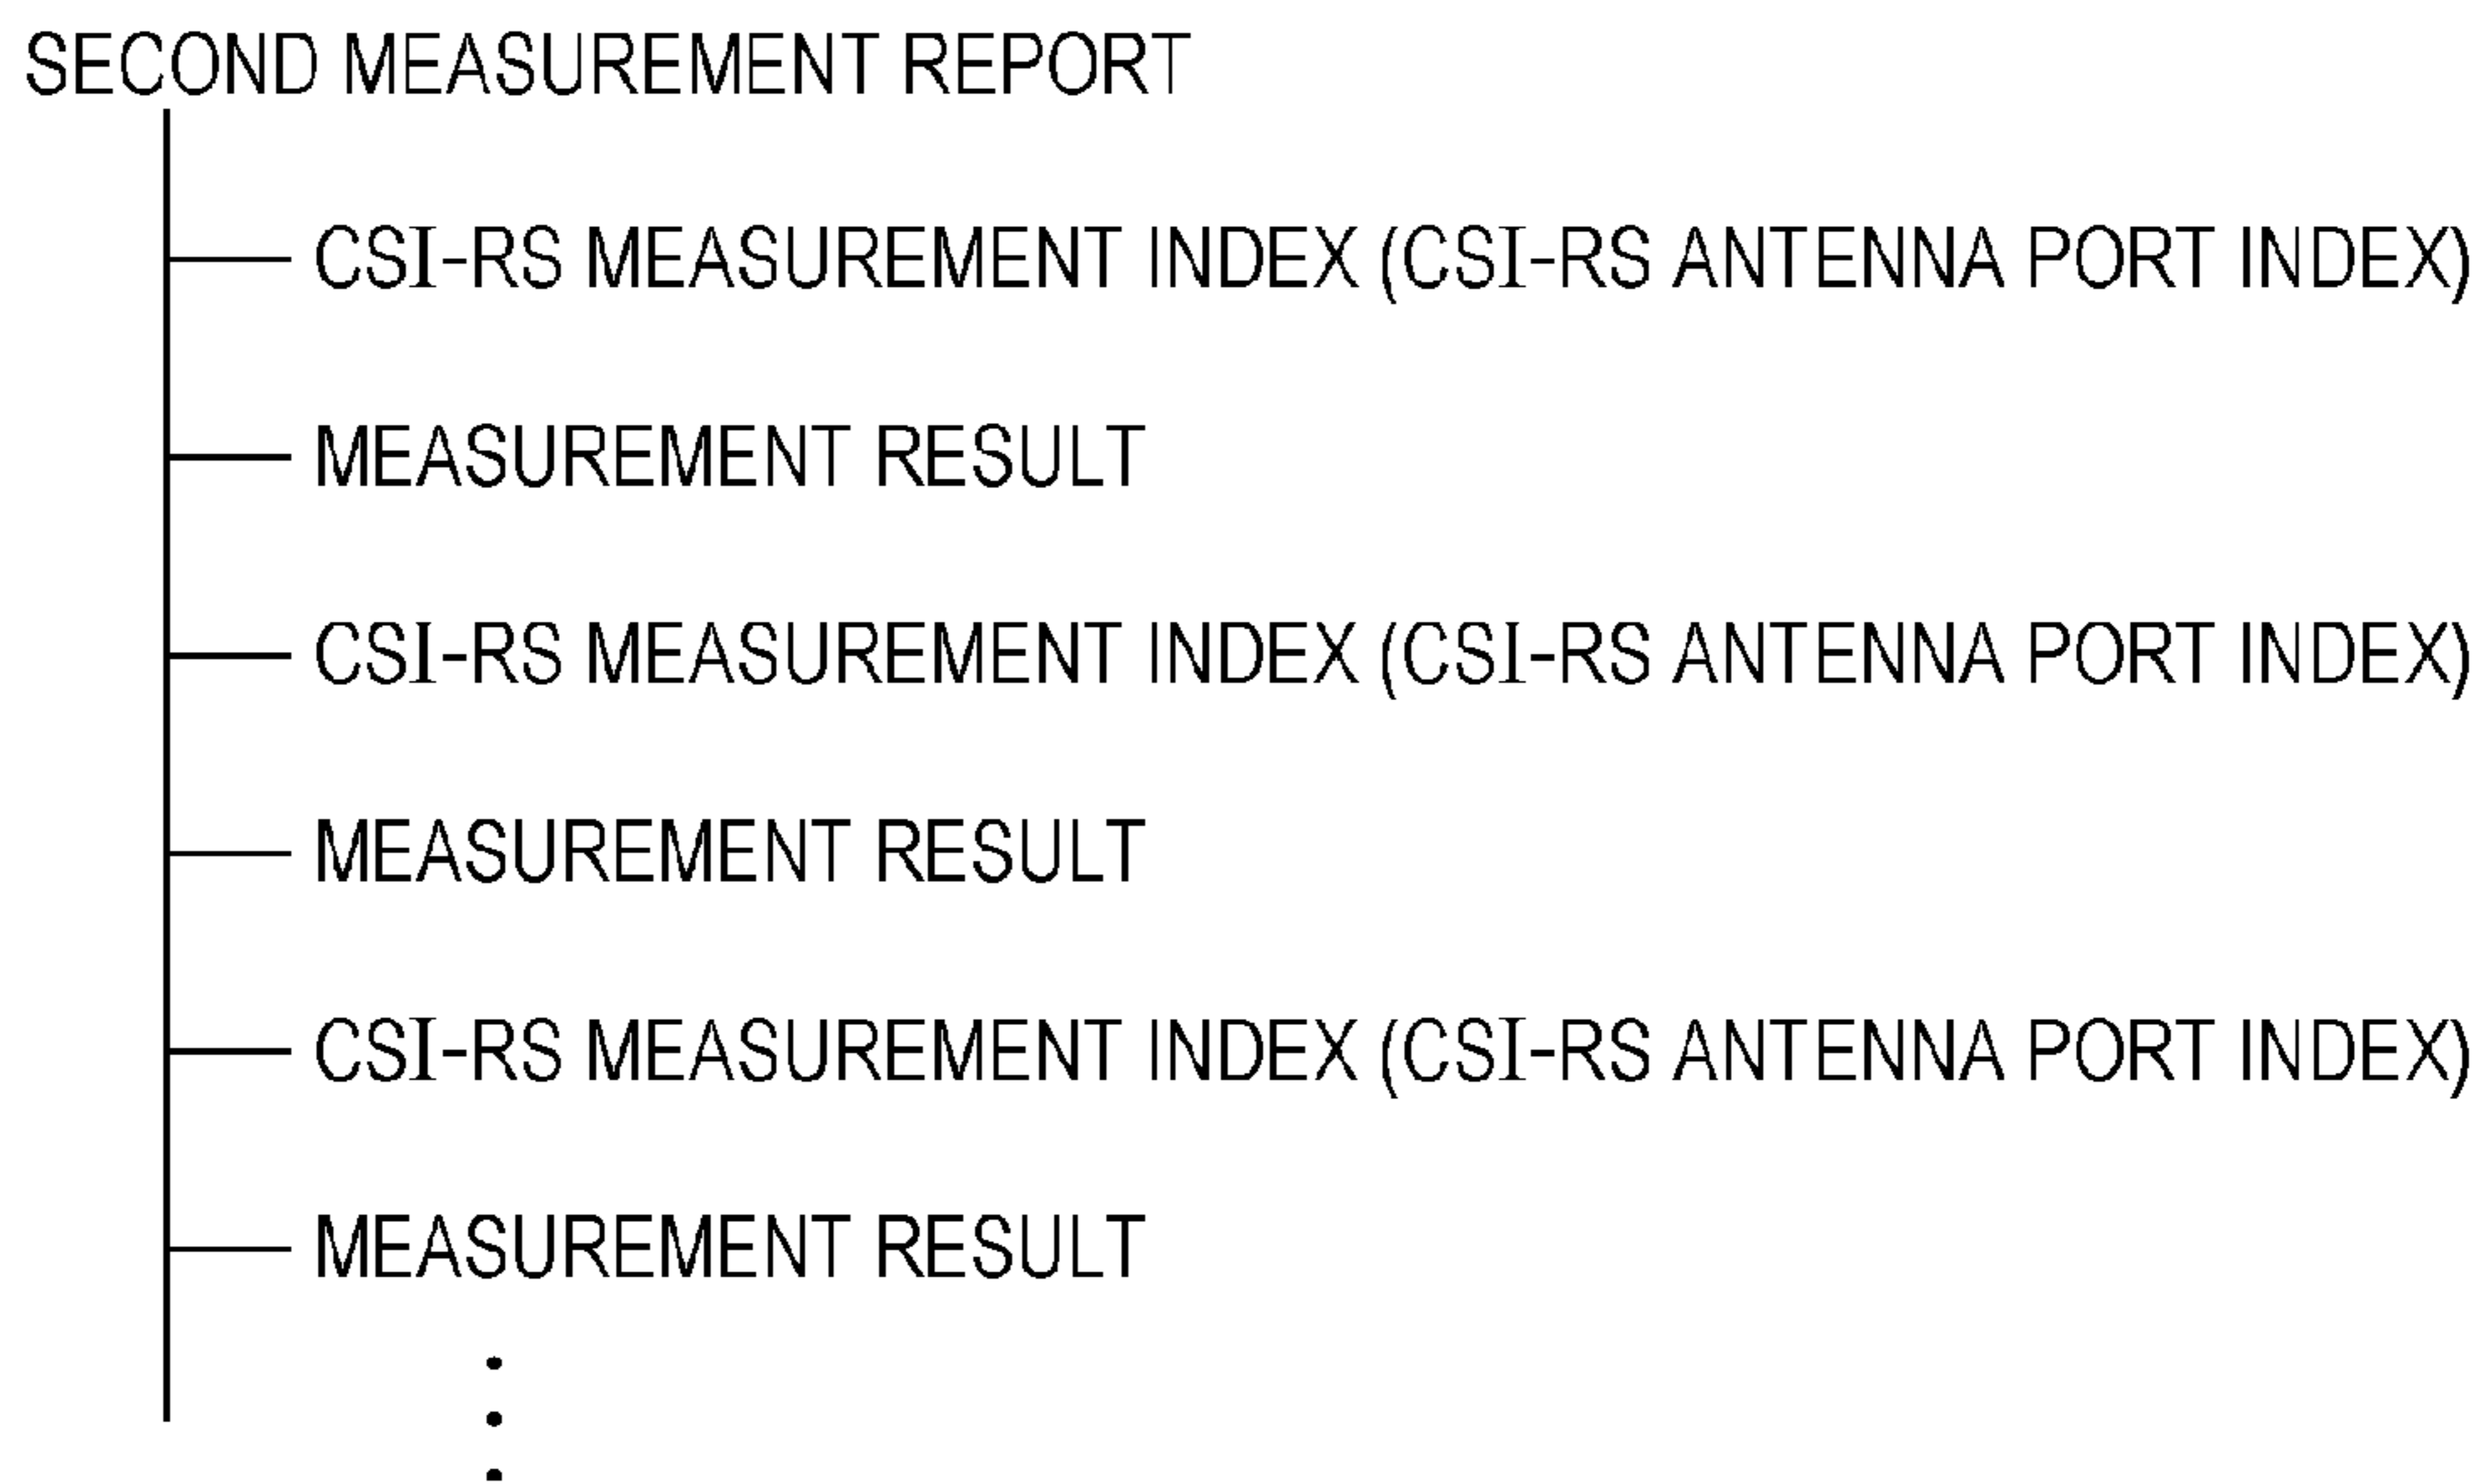 SECOND MEASUREMENT REPORT
CSI-RS MEASUREMENT INDEX (CSI-RS ANTENNA PORT INDEX)
MEASUREMENT RESULT
CSI-RS MEASUREMENT INDEX (CSI-RS ANTENNA PORT INDEX)
MEASUREMENT RESULT
CSI-RS MEASUREMENT INDEX (CSI-RS ANTENNA PORT INDEX)
MEASUREMENT RESULT